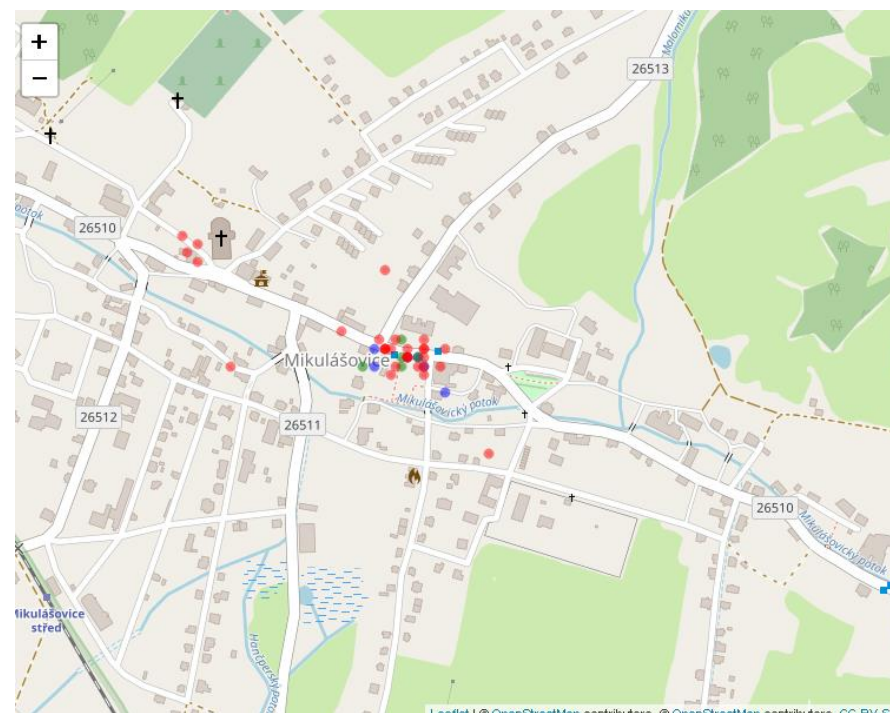 +
−
26513
Malomiku
26510
potok
Mikulášovice
Mikulášovický potok
26512
26511
26510
Mikulášovický potok
Mikulášovice
střed
Hančperský potok
Leaflet | © OpenStreetMap contributors, © OpenStreetMap contributors, CC-BY-S